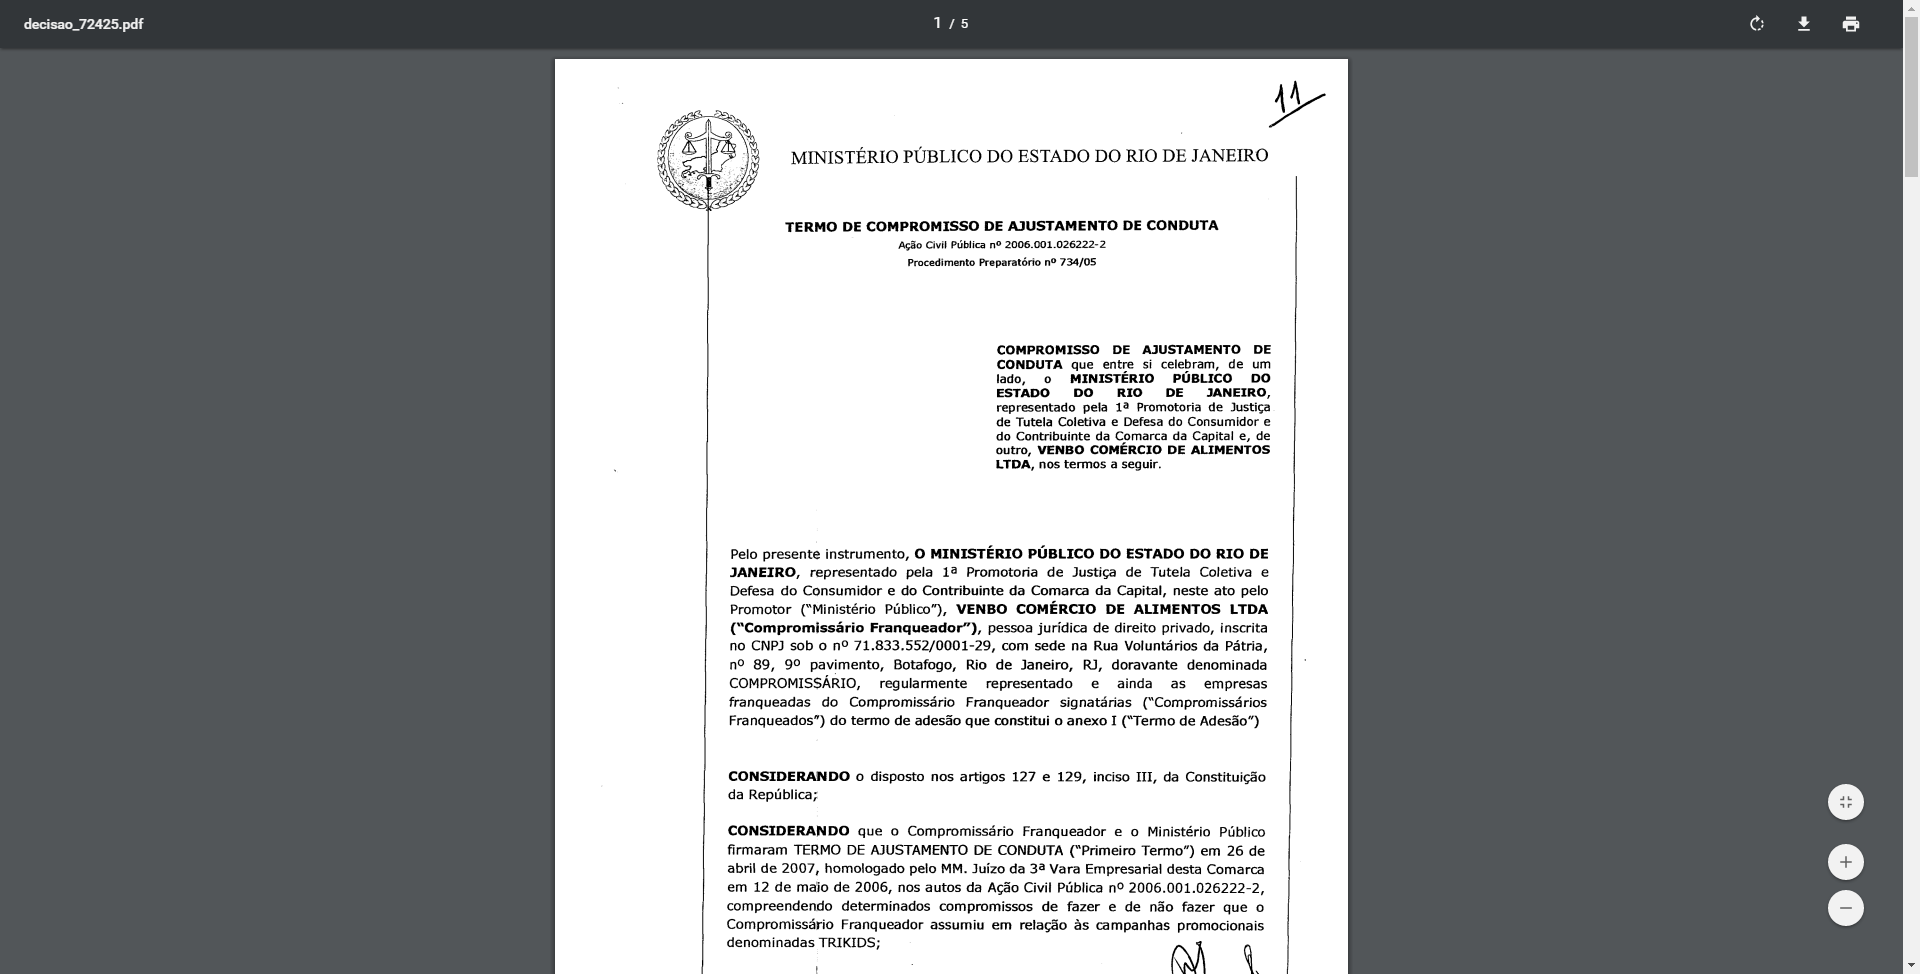 decisao_72425.pdf
1 / 5
11
MINISTÉRIO PÚBLICO DO ESTADO DO RIO DE JANEIRO
TERMO DE COMPROMISSO DE AJUSTAMENTO DE CONDUTA
Ação Civil Pública nº 2006.001.026222-2
Procedimento Preparatório nº 734/05
COMPROMISSO DE AJUSTAMENTO DE
CONDUTA que entre si celebram, de um
lado, o MINISTÉRIO PÚBLICO DO
ESTADO DO RIO DE JANEIRO,
representado pela 1ª Promotoria de Justiça
de Tutela Coletiva e Defesa do Consumidor e
do Contribuinte da Comarca da Capital e, de
outro, VENBO COMÉRCIO DE ALIMENTOS
LTDA, nos termos a seguir.
Pelo presente instrumento, O MINISTÉRIO PÚBLICO DO ESTADO DO RIO DE
JANEIRO, representado pela 1ª Promotoria de Justiça de Tutela Coletiva e
Defesa do Consumidor e do Contribuinte da Comarca da Capital, neste ato pelo
Promotor ("Ministério Público"), VENBO COMÉRCIO DE ALIMENTOS LTDA
("Compromissário Franqueador"), pessoa jurídica de direito privado, inscrita
no CNPJ sob o nº 71.833.552/0001-29, com sede na Rua Voluntários da Pátria,
nº 89, 9º pavimento, Botafogo, Rio de Janeiro, RJ, doravante denominada
COMPROMISSÁRIO, regularmente representado e ainda as empresas
franqueadas do Compromissário Franqueador signatárias ("Compromissários
Franqueados") do termo de adesão que constitui o anexo I ("Termo de Adesão")
CONSIDERANDO o disposto nos artigos 127 e 129, inciso III, da Constituição
da República;
CONSIDERANDO que o Compromissário Franqueador e o Ministério Público
firmaram TERMO DE AJUSTAMENTO DE CONDUTA ("Primeiro Termo") em 26 de
abril de 2007, homologado pelo MM. Juízo da 3ª Vara Empresarial desta Comarca
em 12 de maio de 2006, nos autos da Ação Civil Pública nº 2006.001.026222-2,
compreendendo determinados compromissos de fazer e de não fazer que o
Compromissário Franqueador assumiu em relação às campanhas promocionais
denominadas TRIKIDS;